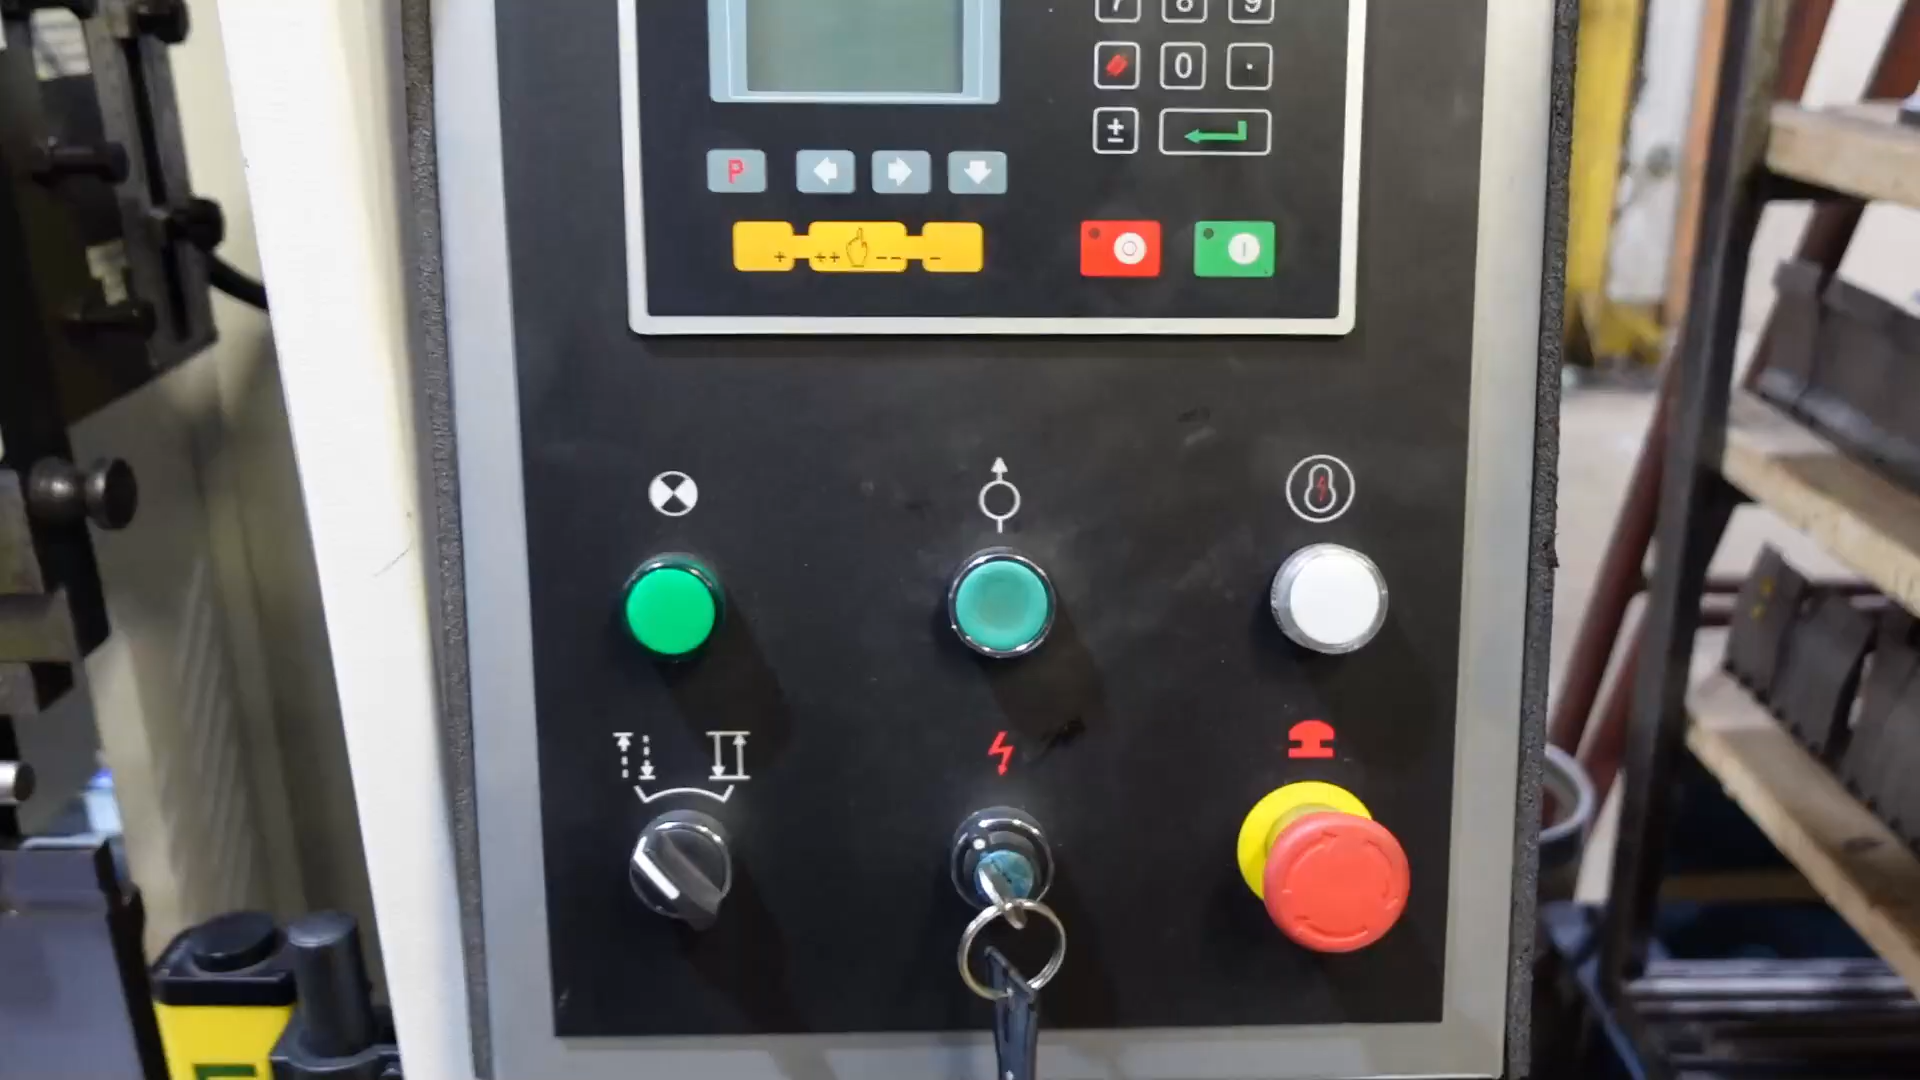 7 8 9
0 .
±
P
+ ++ -- -